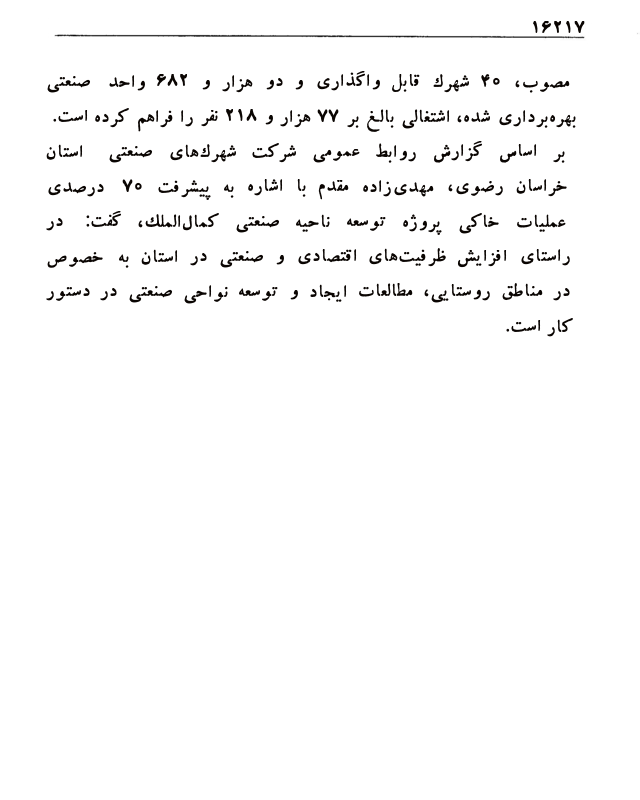 ۱۶۲۱۷
مصوب، ۴۰ شهرك قابل واگذاری و دو هزار و ۶۸۲ واحد صنعتی
بهره‌برداری شده، اشتغالی بالغ بر ۷۷ هزار و ۲۱۸ نفر را فراهم کرده است.
بر اساس گزارش روابط عمومی شرکت شهرك‌های صنعتی استان
خراسان رضوی، مهدی‌زاده مقدم با اشاره به پیشرفت ۷۰ درصدی
عملیات خاکی پروژه توسعه ناحیه صنعتی کمال‌الملك، گفت: در
راستای افزایش ظرفیت‌های اقتصادی و صنعتی در استان به خصوص
در مناطق روستایی، مطالعات ایجاد و توسعه نواحی صنعتی در دستور
کار است.